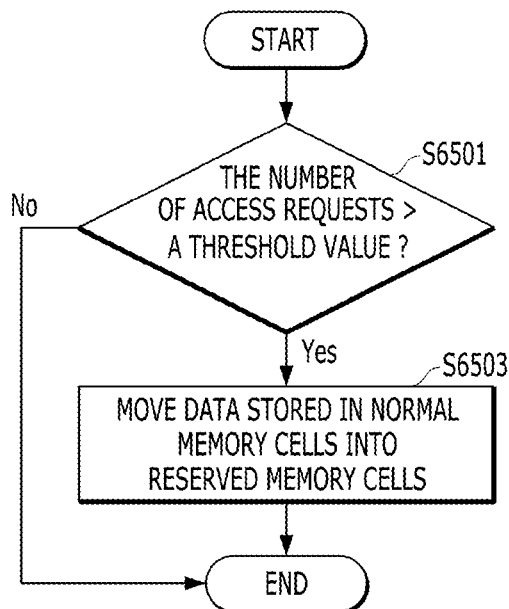 START
S6501
THE NUMBER
OF ACCESS REQUESTS >
A THRESHOLD VALUE ?
No
Yes
S6503
MOVE DATA STORED IN NORMAL
MEMORY CELLS INTO
RESERVED MEMORY CELLS
END